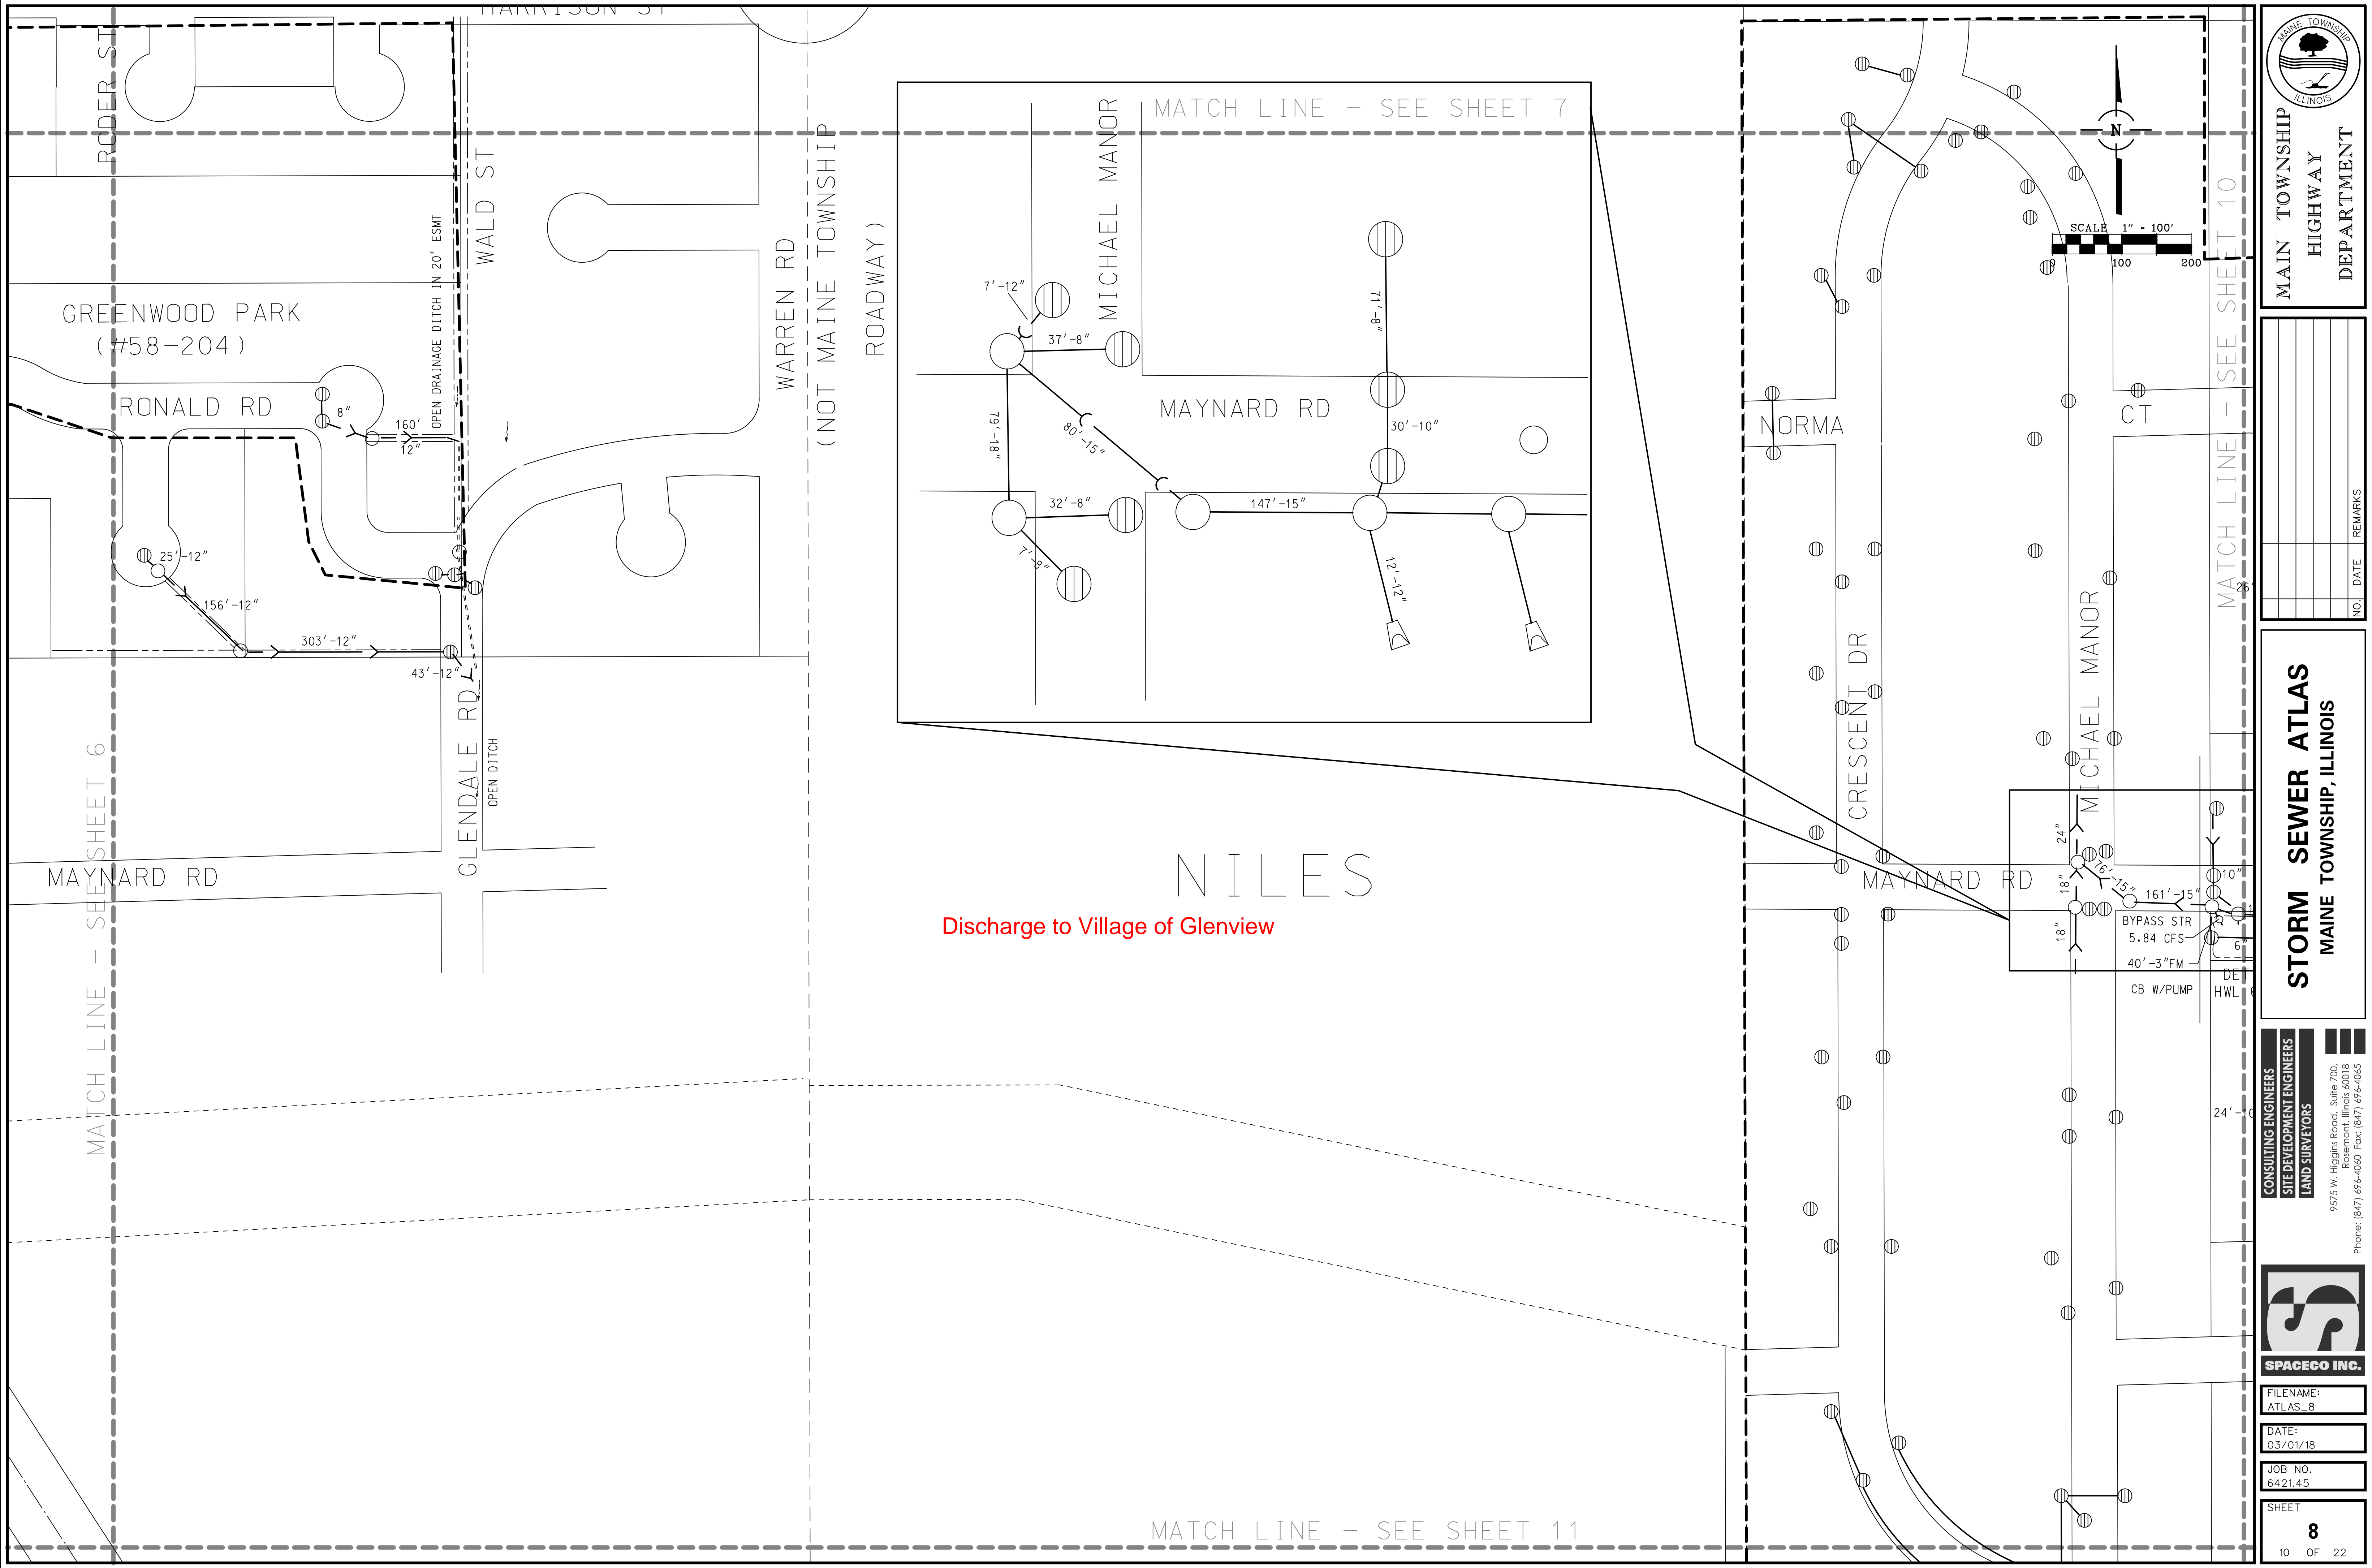 HARRISON ST
RODER ST
WALD ST
OPEN DRAINAGE DITCH IN 20' ESMT
GREENWOOD PARK
(#58-204)
RONALD RD
8"
160'
12"
25'-12"
156'-12"
303'-12"
43'-12"
GLENDALE RD
OPEN DITCH
MAYNARD RD
MATCH LINE - SEE SHEET 6
WARREN RD
(NOT MAINE TOWNSHIP
ROADWAY)
MATCH LINE - SEE SHEET 7
MICHAEL MANOR
7'-12"
37'-8"
79'-18"
80'-15"
32'-8"
7'-8"
MAYNARD RD
71'-8"
30'-10"
147'-15"
12'-12"
NILES
Discharge to Village of Glenview
MATCH LINE - SEE SHEET 11
N
SCALE 1" = 100'
0 100 200
NORMA CT
CRESCENT DR
MICHAEL MANOR
MATCH LINE - SEE SHEET 10
26'
24"
18"
18"
76'-15"
161'-15"
10"
MAYNARD RD
BYPASS STR
5.84 CFS
40'-3"FM
CB W/PUMP
6"
DE
HWL
24'-10
MAINE TOWNSHIP
ILLINOIS
MAIN TOWNSHIP
HIGHWAY
DEPARTMENT
NO. DATE REMARKS
STORM SEWER ATLAS
MAINE TOWNSHIP, ILLINOIS
CONSULTING ENGINEERS
SITE DEVELOPMENT ENGINEERS
LAND SURVEYORS
9575 W. Higgins Road, Suite 700,
Rosemont, Illinois 60018
Phone: (847) 696-4060 Fax: (847) 696-4065
SPACECO INC.
FILENAME:
ATLAS_8
DATE:
03/01/18
JOB NO.
6421.45
SHEET
8
10 OF 22